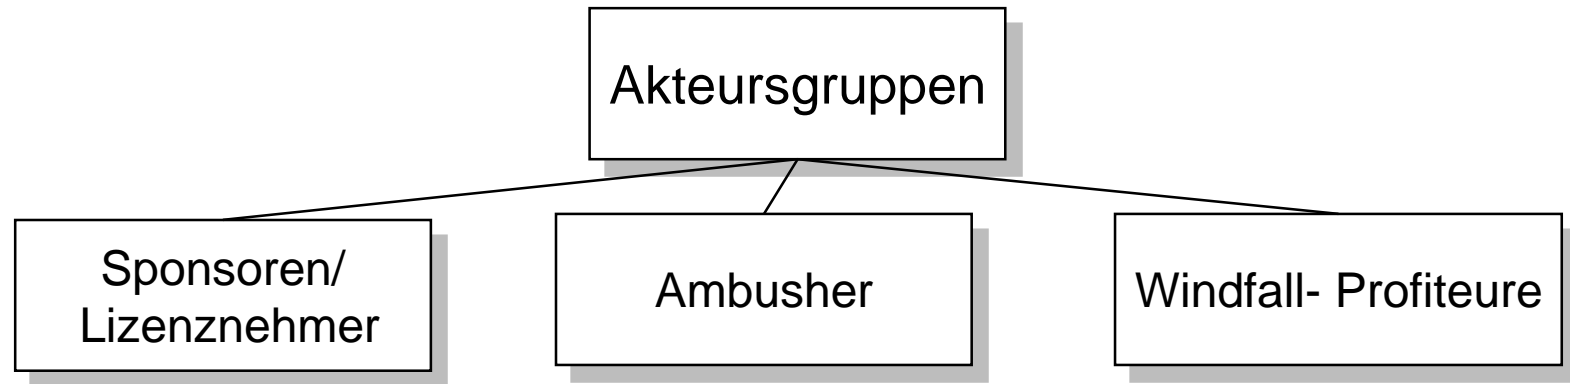 Akteursgruppen
Sponsoren/
Lizenznehmer
Ambusher
Windfall- Profiteure